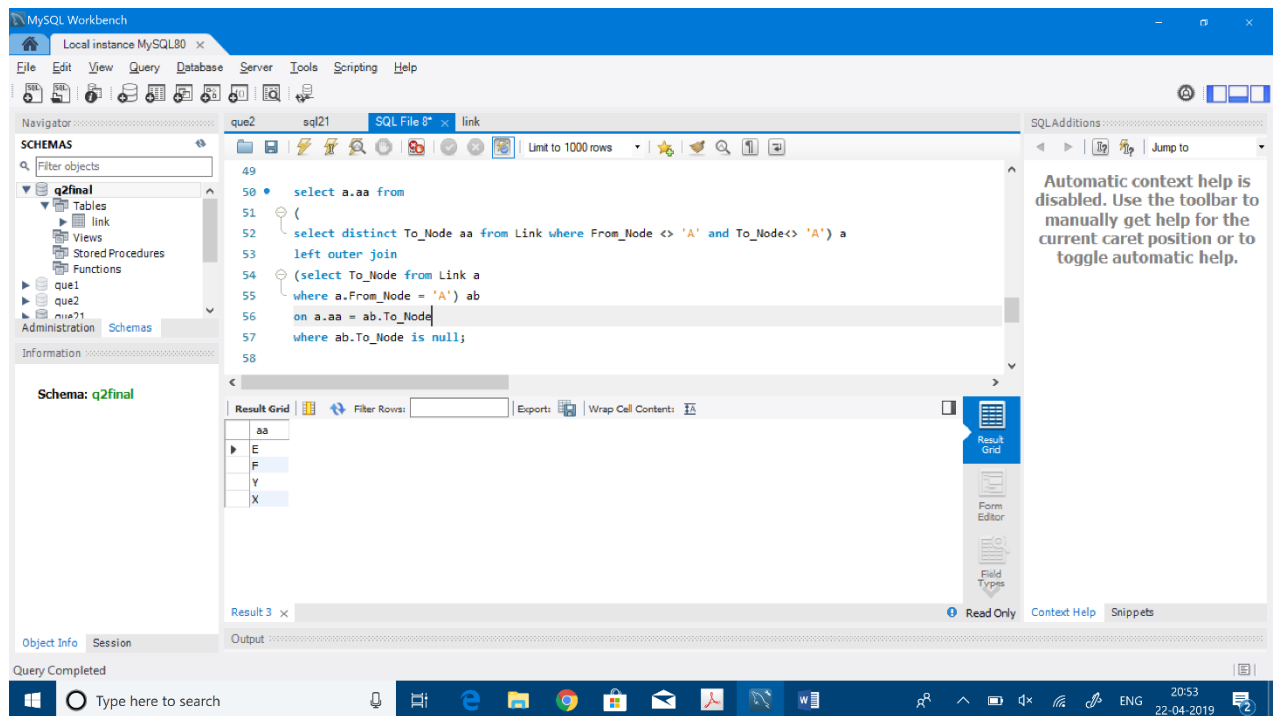 MySQL Workbench
Local instance MySQL80
File Edit View Query Database Server Tools Scripting Help
Navigator
SCHEMAS
Filter objects
q2final
Tables
link
Views
Stored Procedures
Functions
que1
que2
que21
Administration Schemas
Information
Schema: q2final
Object Info Session
que2 sql21 SQL File 8* link
Limit to 1000 rows
49
50 select a.aa from
51 (
52 select distinct To_Node aa from Link where From_Node <> 'A' and To_Node<> 'A') a
53 left outer join
54 (select To_Node from Link a
55 where a.From_Node = 'A') ab
56 on a.aa = ab.To_Node
57 where ab.To_Node is null;
58
Result Grid Filter Rows: Export: Wrap Cell Content:
aa
E
F
Y
X
Result
Grid
Form
Editor
Field
Types
Result 3
Read Only
Output
SQLAdditions
Jump to
Automatic context help is
disabled. Use the toolbar to
manually get help for the
current caret position or to
toggle automatic help.
Context Help Snippets
Query Completed
Type here to search
ENG
20:53
22-04-2019
2